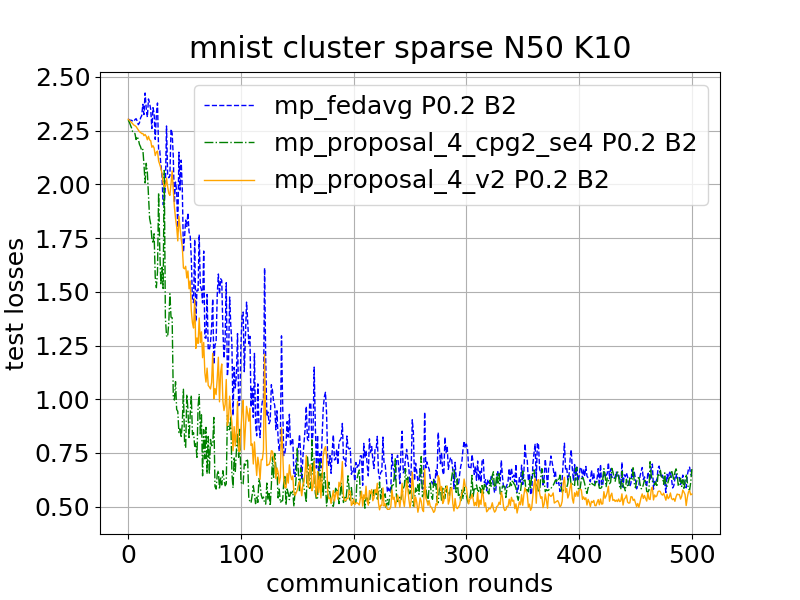 mnist cluster sparse N50 K10
mp_fedavg P0.2 B2
mp_proposal_4_cpg2_se4 P0.2 B2
mp_proposal_4_v2 P0.2 B2
test losses
2.50
2.25
2.00
1.75
1.50
1.25
1.00
0.75
0.50
0 100 200 300 400 500
communication rounds